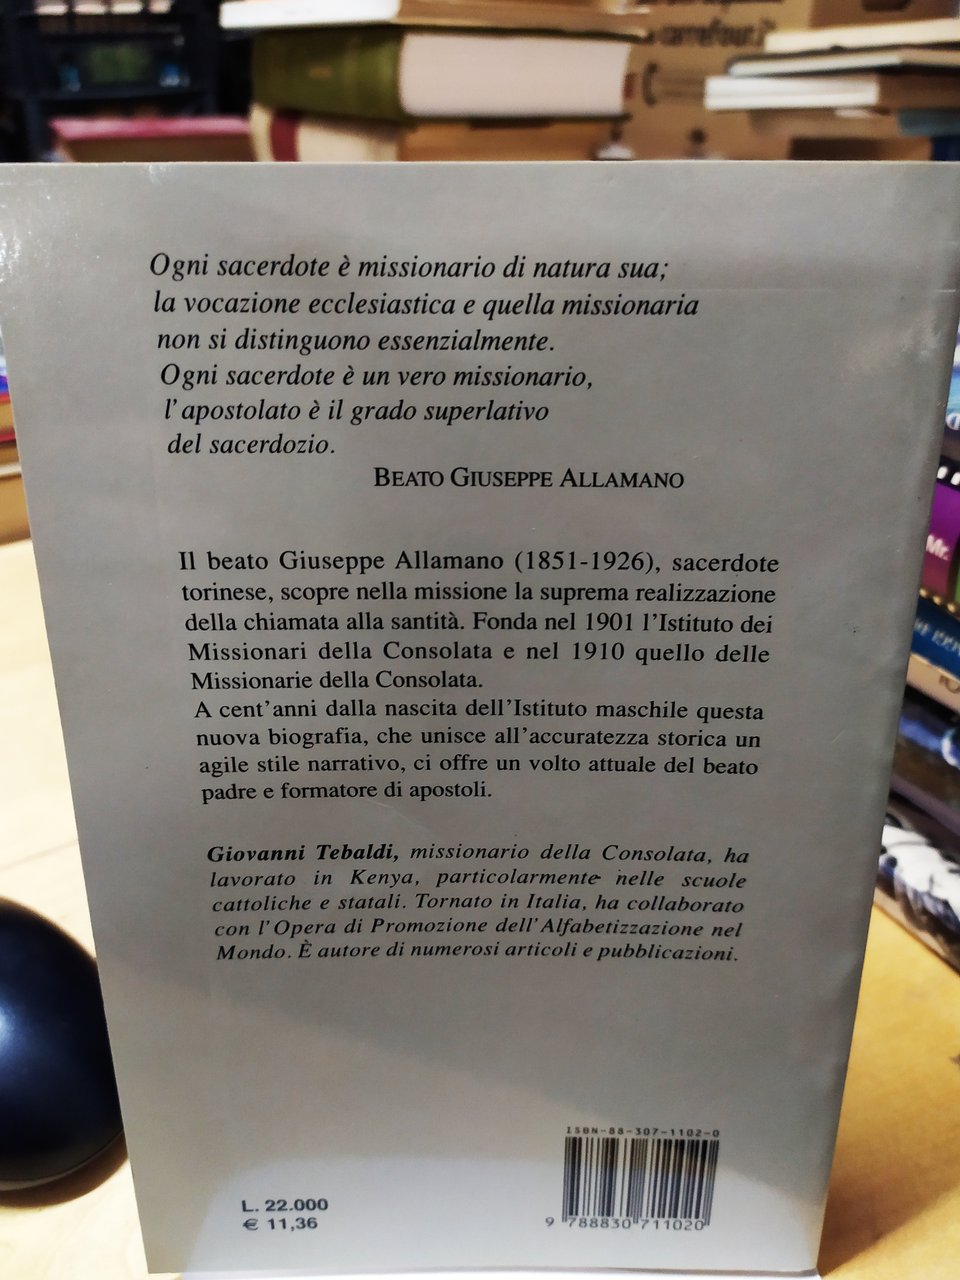 carrefour.it
Ogni sacerdote è missionario di natura sua;
la vocazione ecclesiastica e quella missionaria
non si distinguono essenzialmente.
Ogni sacerdote è un vero missionario,
l'apostolato è il grado superlativo
del sacerdozio.
BEATO GIUSEPPE ALLAMANO
Il beato Giuseppe Allamano (1851-1926), sacerdote
torinese, scopre nella missione la suprema realizzazione
della chiamata alla santità. Fonda nel 1901 l'Istituto dei
Missionari della Consolata e nel 1910 quello delle
Missionarie della Consolata.
A cent'anni dalla nascita dell'Istituto maschile questa
nuova biografia, che unisce all'accuratezza storica un
agile stile narrativo, ci offre un volto attuale del beato
padre e formatore di apostoli.
Giovanni Tebaldi, missionario della Consolata, ha
lavorato in Kenya, particolarmente nelle scuole
cattoliche e statali. Tornato in Italia, ha collaborato
con l'Opera di Promozione dell'Alfabetizzazione nel
Mondo. È autore di numerosi articoli e pubblicazioni.
ISBN-88-307-1102-0
L. 22.000
€ 11,36
9 788830 711020
Mr.